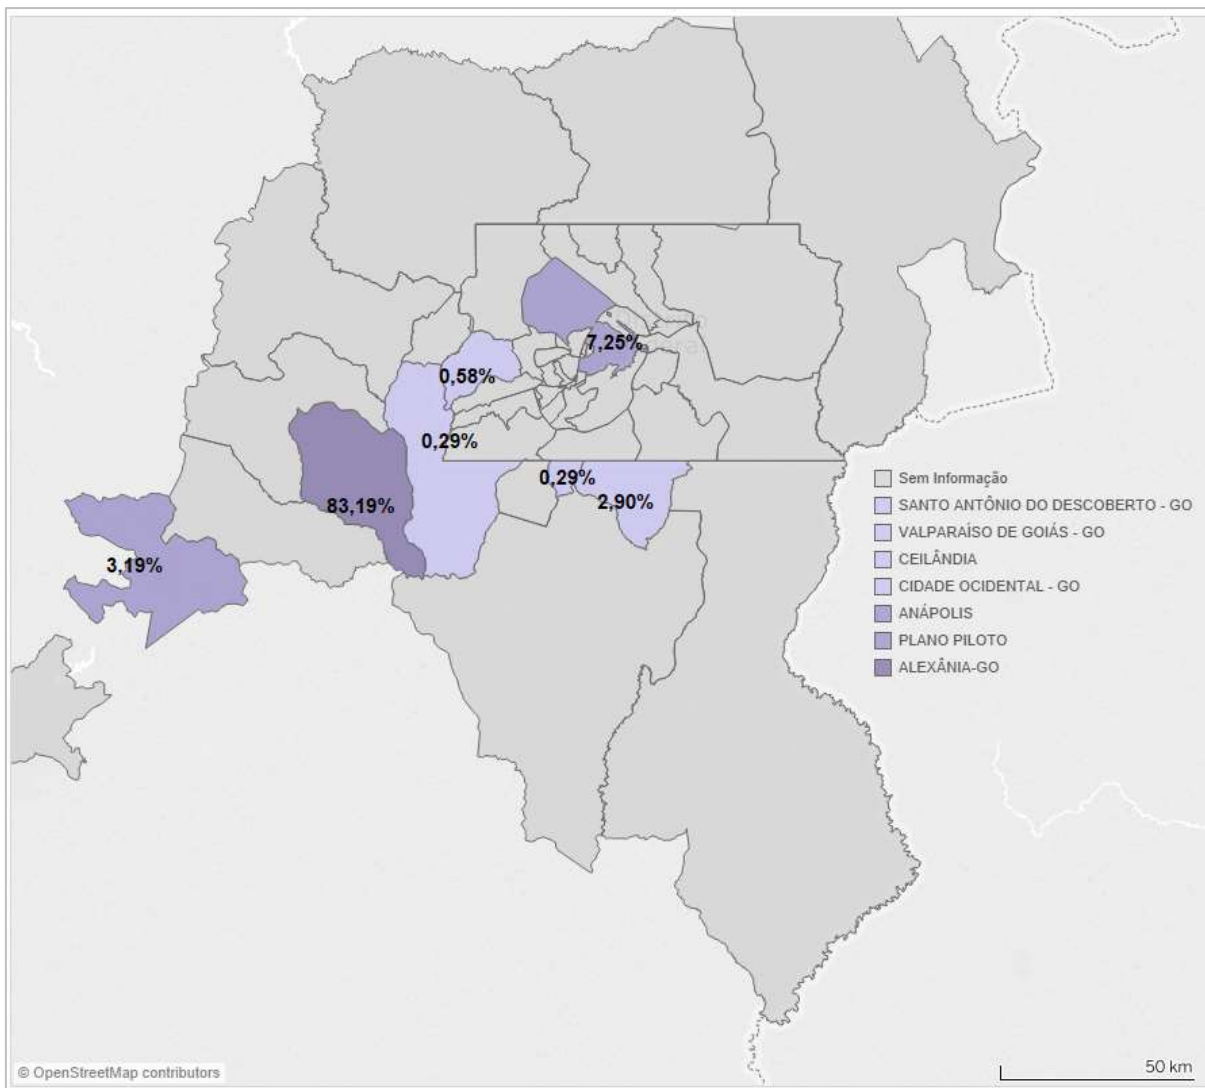 7,25%
0,58%
0,29%
0,29%
2,90%
83,19%
3,19%
Sem Informação
SANTO ANTÔNIO DO DESCOBERTO - GO
VALPARAÍSO DE GOIÁS - GO
CEILÂNDIA
CIDADE OCIDENTAL - GO
ANÁPOLIS
PLANO PILOTO
ALEXÂNIA-GO
© OpenStreetMap contributors
50 km